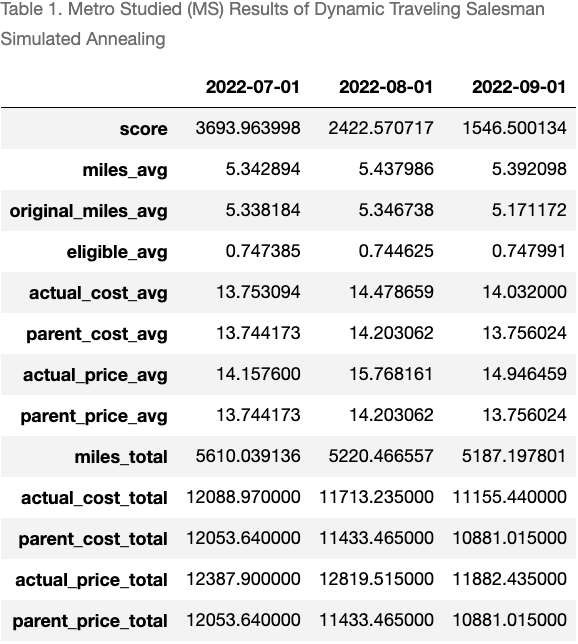 Table 1. Metro Studied (MS) Results of Dynamic Traveling Salesman
Simulated Annealing
2022-07-01 2022-08-01 2022-09-01
score 3693.963998 2422.570717 1546.500134
miles_avg 5.342894 5.437986 5.392098
original_miles_avg 5.338184 5.346738 5.171172
eligible_avg 0.747385 0.744625 0.747991
actual_cost_avg 13.753094 14.478659 14.032000
parent_cost_avg 13.744173 14.203062 13.756024
actual_price_avg 14.157600 15.768161 14.946459
parent_price_avg 13.744173 14.203062 13.756024
miles_total 5610.039136 5220.466557 5187.197801
actual_cost_total 12088.970000 11713.235000 11155.440000
parent_cost_total 12053.640000 11433.465000 10881.015000
actual_price_total 12387.900000 12819.515000 11882.435000
parent_price_total 12053.640000 11433.465000 10881.015000